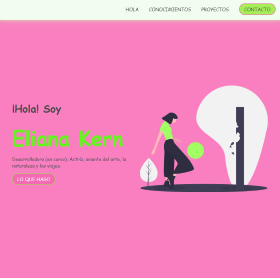 HOLA CONOCIMIENTOS PROYECTOS CONTACTO
¡Hola! Soy
Eliana Kern
Desarrolladora (en curso), Actriz, amante del arte, la
naturaleza y los viajes.
LO QUE HAGO